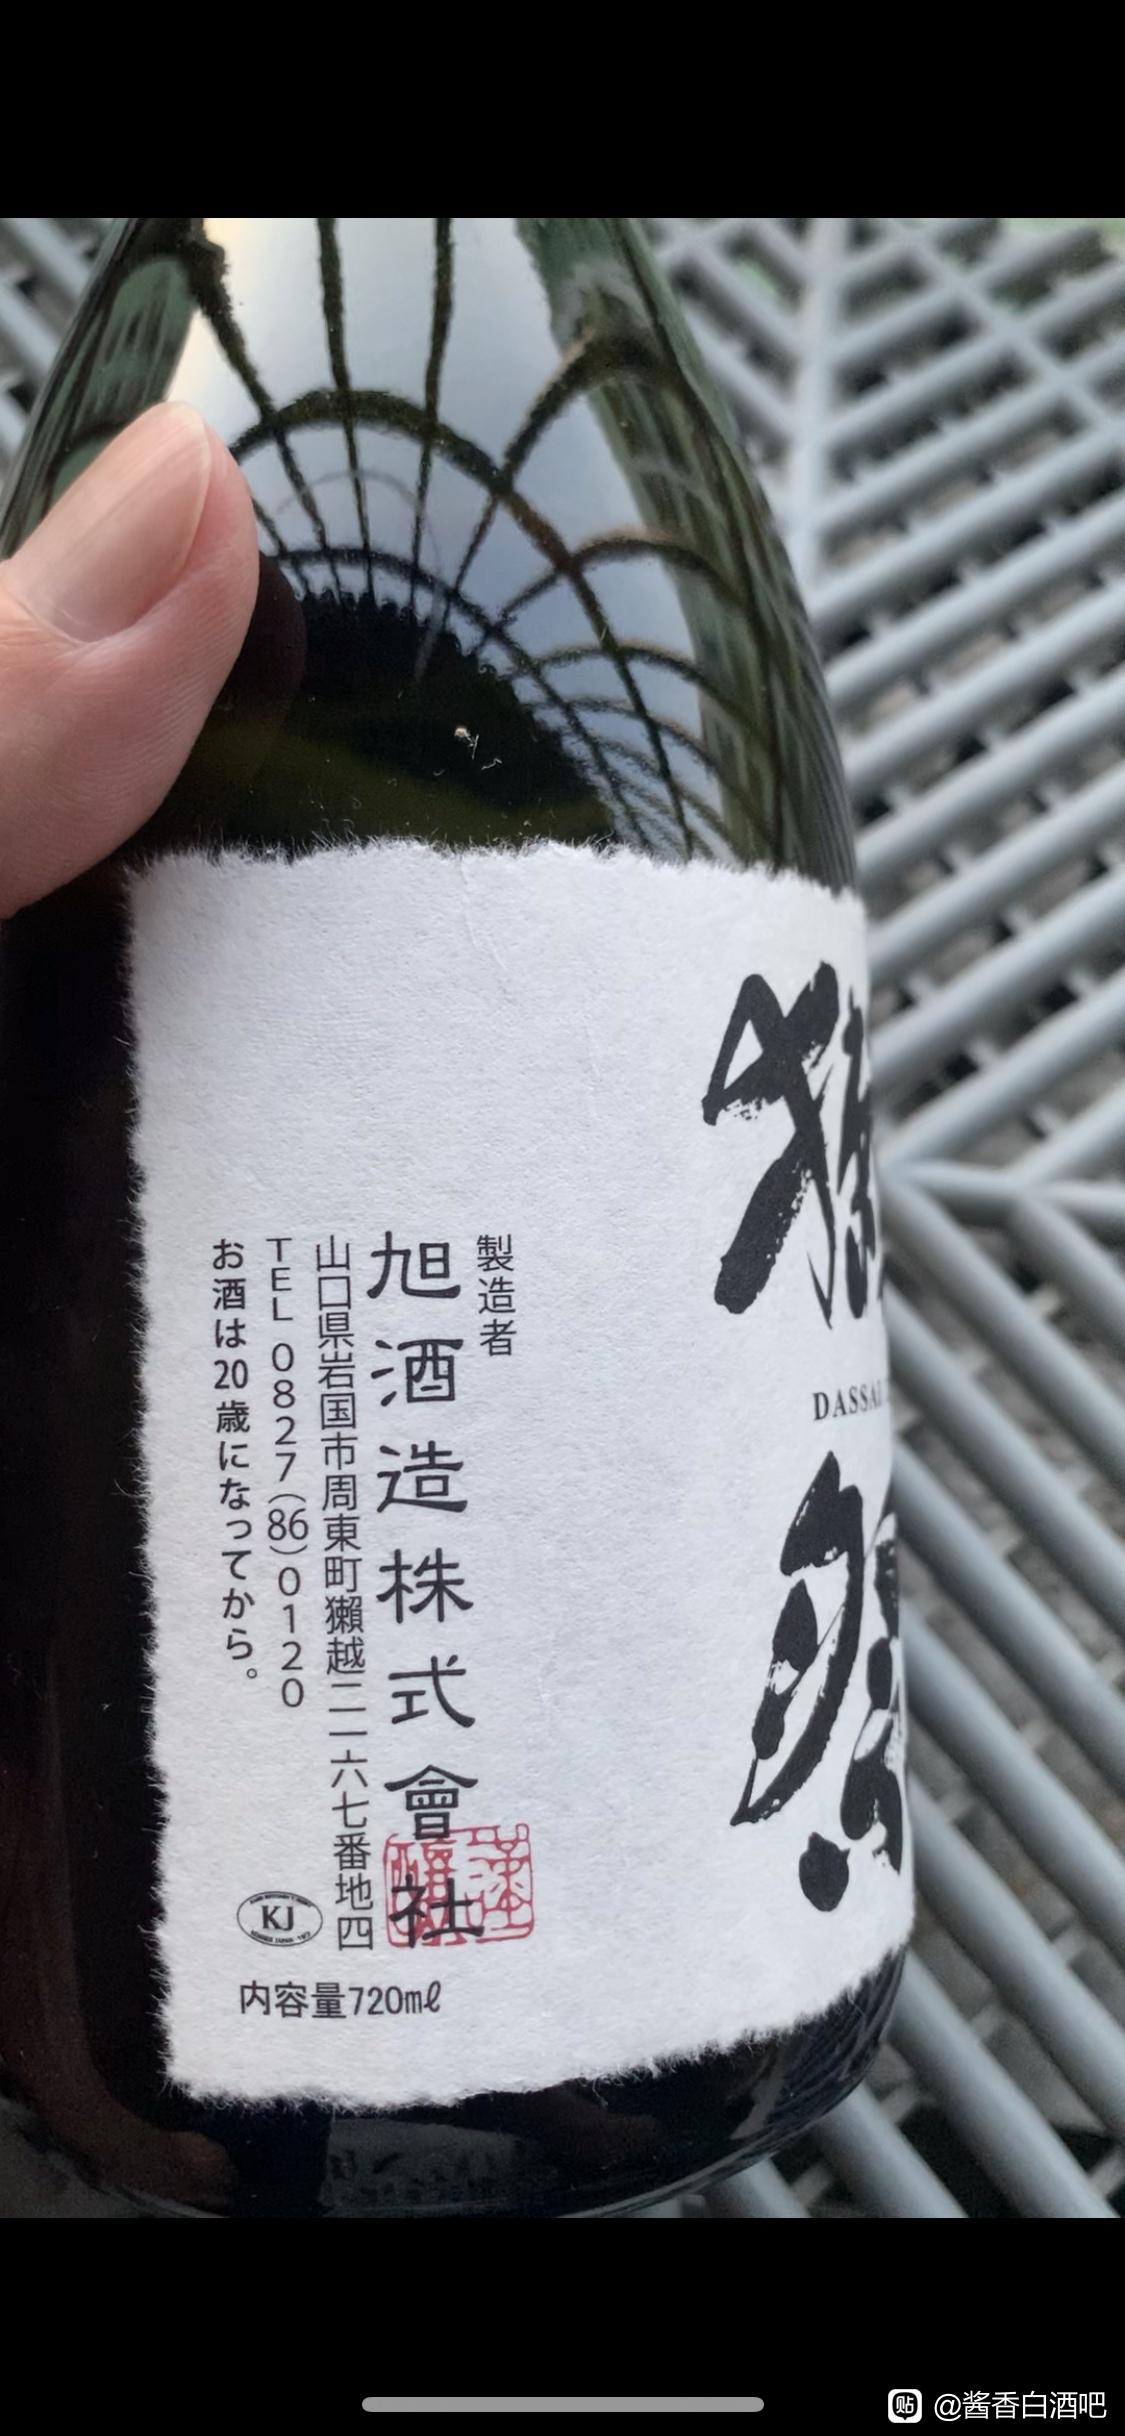 獺
DASSAI
祭
製造者
旭酒造株式會社
山口県岩国市周東町獺越二一六七番地四
TEL 0827(86)0120
お酒は20歳になってから。
KJ
内容量720mℓ
贴 @酱香白酒吧